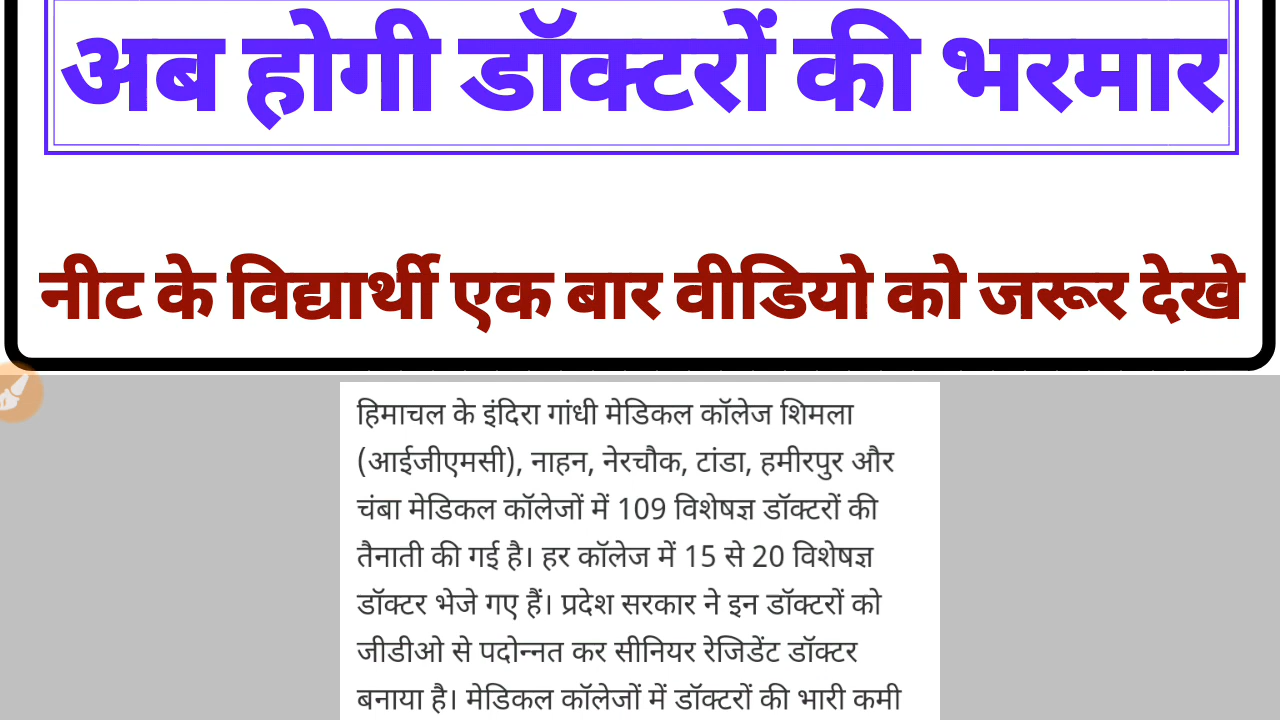 अब होगी डॉक्टरों की भरमार
नीट के विद्यार्थी एक बार वीडियो को जरूर देखे
हिमाचल के इंदिरा गांधी मेडिकल कॉलेज शिमला
(आईजीएमसी), नाहन, नेरचौक, टांडा, हमीरपुर और
चंबा मेडिकल कॉलेजों में 109 विशेषज्ञ डॉक्टरों की
तैनाती की गई है। हर कॉलेज में 15 से 20 विशेषज्ञ
डॉक्टर भेजे गए हैं। प्रदेश सरकार ने इन डॉक्टरों को
जीडीओ से पदोन्नत कर सीनियर रेजिडेंट डॉक्टर
बनाया है। मेडिकल कॉलेजों में डॉक्टरों की भारी कमी